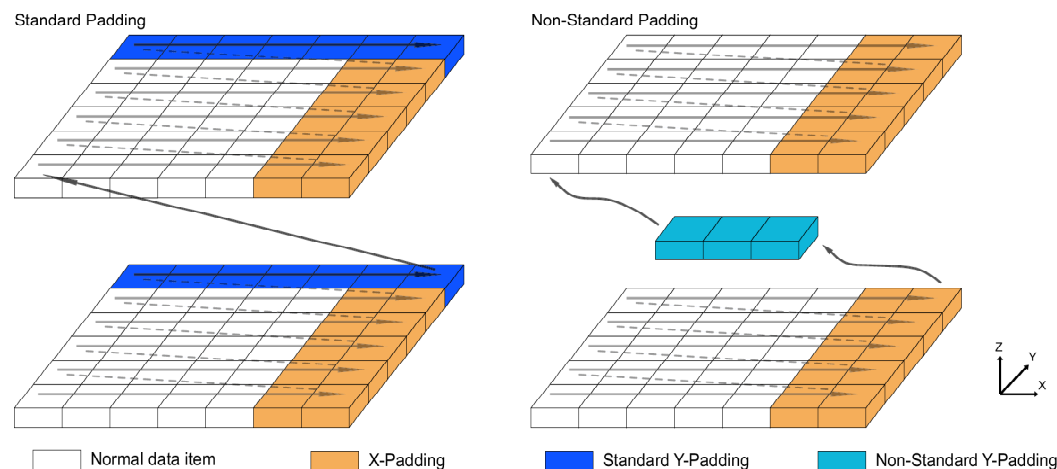 Standard Padding
Non-Standard Padding
Z
Y
X
Normal data item
X-Padding
Standard Y-Padding
Non-Standard Y-Padding